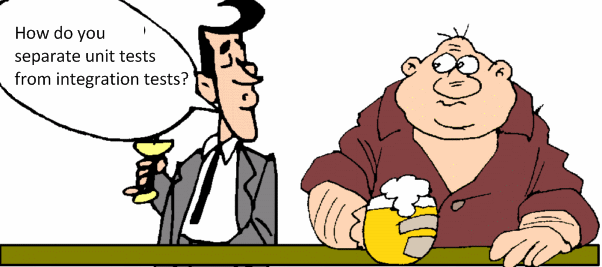 How do you
separate unit tests
from integration tests?